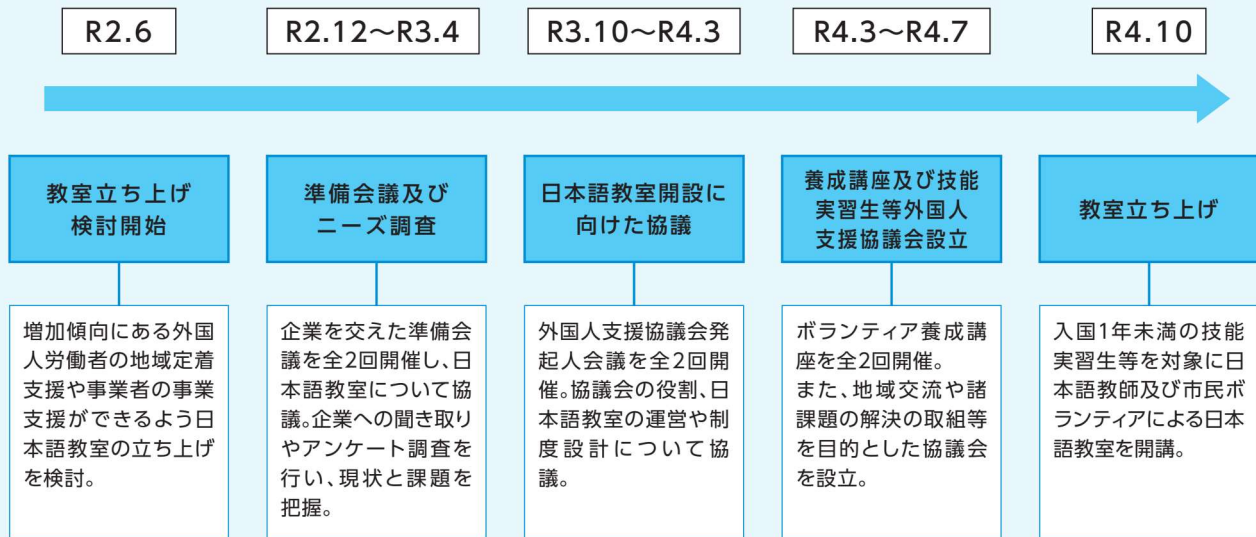 R2.6
R2.12～R3.4
R3.10～R4.3
R4.3～R4.7
R4.10
教室立ち上げ
検討開始
準備会議及び
ニーズ調査
日本語教室開設に
向けた協議
養成講座及び技能
実習生等外国人
支援協議会設立
教室立ち上げ
増加傾向にある外国
人労働者の地域定着
支援や事業者の事業
支援ができるよう日
本語教室の立ち上げ
を検討。
企業を交えた準備会
議を全2回開催し、日
本語教室について協
議。企業への聞き取り
やアンケート調査を
行い、現状と課題を
把握。
外国人支援協議会発
起人会議を全2回開
催。協議会の役割、日
本語教室の運営や制
度設計について協
議。
ボランティア養成講
座を全2回開催。
また、地域交流や諸
課題の解決の取組等
を目的とした協議会
を設立。
入国1年未満の技能
実習生等を対象に日
本語教師及び市民ボ
ランティアによる日本
語教室を開講。